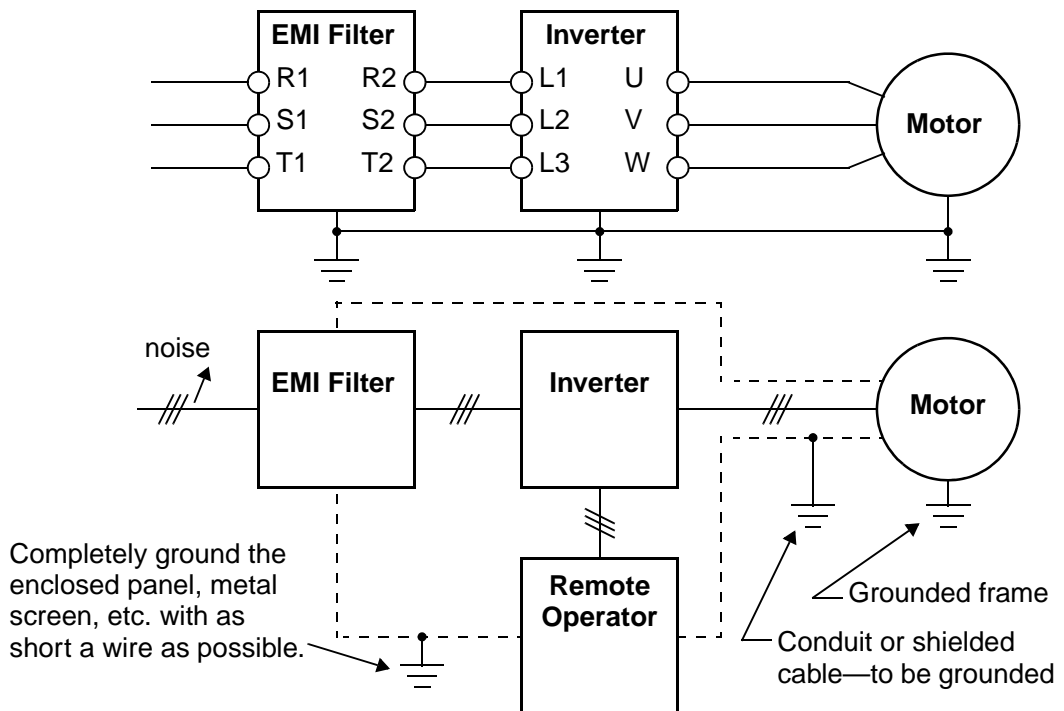 EMI Filter
Inverter
R1 R2 L1 U
S1 S2 L2 V
T1 T2 L3 W
Motor
noise
EMI Filter
Inverter
Motor
Completely ground the
enclosed panel, metal
screen, etc. with as
short a wire as possible.
Remote
Operator
Grounded frame
Conduit or shielded
cable—to be grounded